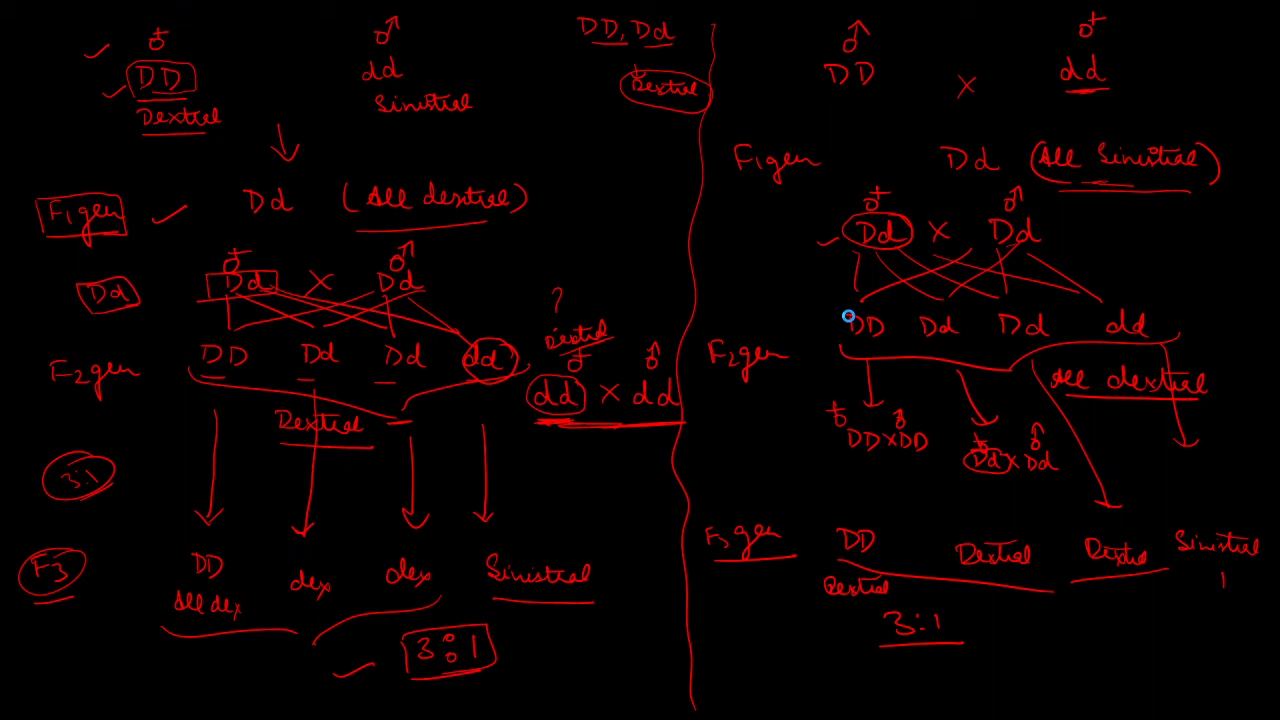 ♀ ♂
DD dd
Dextral Sinistral
F1 gen Dd (All dextral)
♀ ♂
Dd Dd X Dd
F2 gen DD Dd Dd dd
Dextral
3:1
F3 DD dex dex Sinistral
All dex
3:1
DD, Dd
Dextral
?
Dextral
♀ ♂
dd X dd
♂ ♀
DD X dd
F1 gen Dd (All Sinistral)
♀ ♂
Dd X Dd
F2 gen DD Dd Dd dd
All dextral
♀ ♂
DD X DD
♀ ♂
Dd X Dd
F3 gen DD Dextral Dextral Sinistral
Dextral 1
3:1